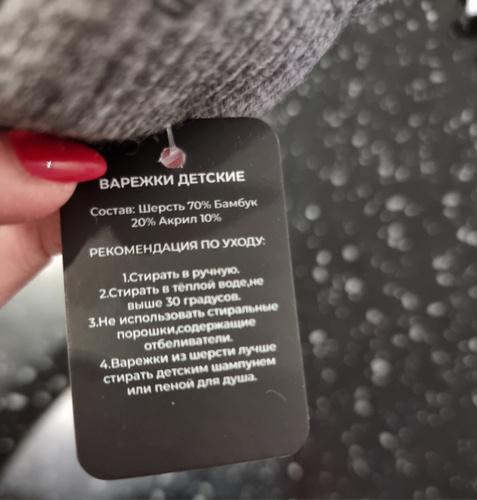 ВАРЕЖКИ ДЕТСКИЕ
Состав: Шерсть 70% Бамбук
20% Акрил 10%
РЕКОМЕНДАЦИЯ ПО УХОДУ:
1.Стирать в ручную.
2.Стирать в тёплой воде,не
выше 30 градусов.
3.Не использовать стиральные
порошки,содержащие
отбеливатели.
4.Варежки из шерсти лучше
стирать детским шампунем
или пеной для душа.